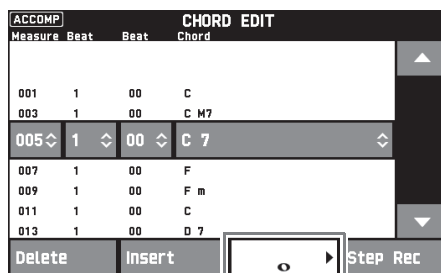 ACCOMP CHORD EDIT
Measure Beat Beat Chord
001 1 00 C
003 1 00 C M7
005 1 00 C 7
007 1 00 F
009 1 00 F m
011 1 00 C
013 1 00 D 7
Delete Insert Step Rec